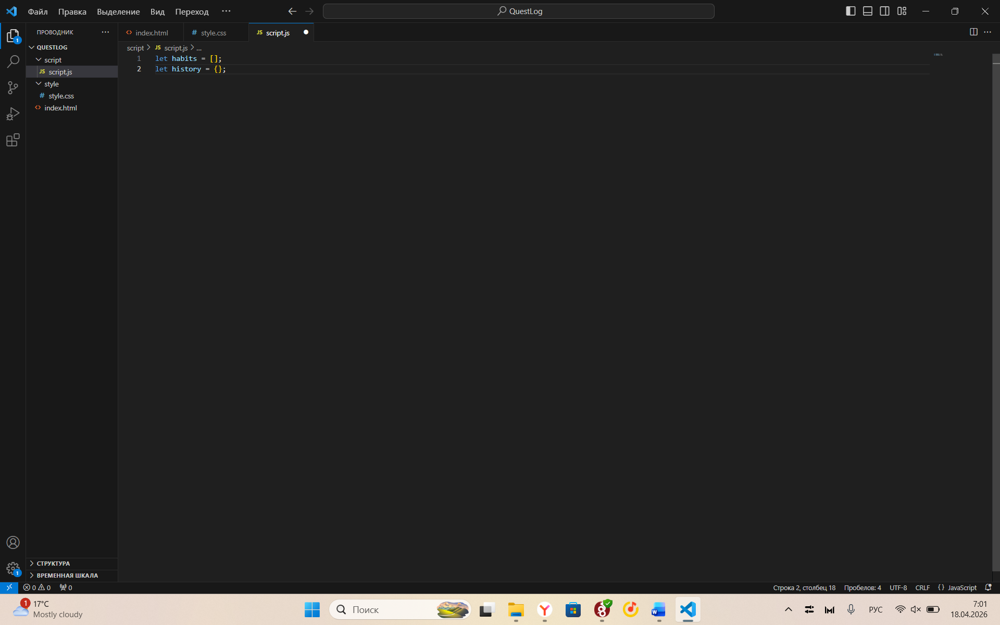 Файл Правка Выделение Вид Переход ··· QuestLog
ПРОВОДНИК ···
index.html
style.css
JS script.js
QUESTLOG
script
JS script.js
style
# style.css
<> index.html
script > JS script.js > ...
1 let habits = [];
2 let history = {};
СТРУКТУРА
ВРЕМЕННАЯ ШКАЛА
0 0 0
Строка 2, столбец 18 Пробелов: 4 UTF-8 CRLF {} JavaScript
1 17°C
Mostly cloudy
Поиск
РУС
7:01
18.04.2026